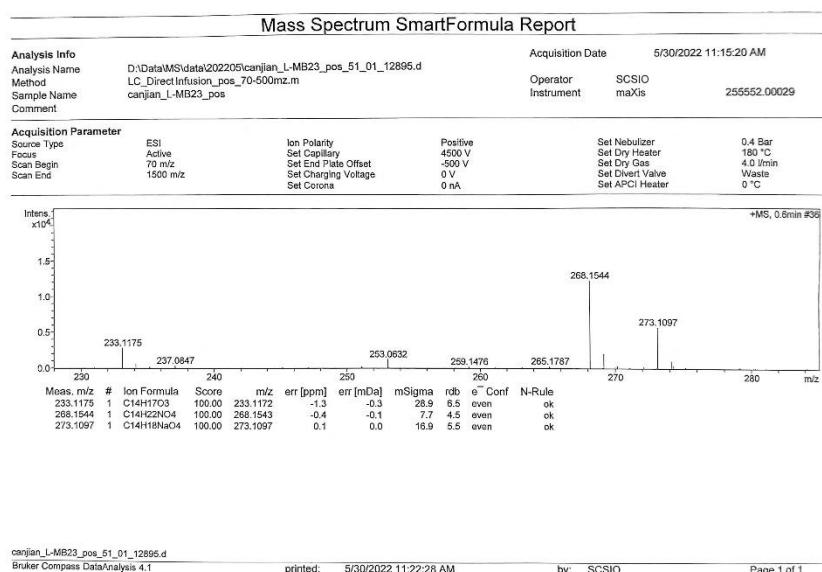 Mass Spectrum SmartFormula Report
Analysis Info Acquisition Date 5/30/2022 11:15:20 AM
Analysis Name D:\Data\MS\data\202205\canjian_L-MB23_pos_51_01_12895.d
Method LC_Direct Infusion_pos_70-500mz.m Operator SCSIO
Sample Name canjian_L-MB23_pos Instrument maXis 255552.00029
Comment
Acquisition Parameter
Source Type ESI Ion Polarity Positive Set Nebulizer 0.4 Bar
Focus Active Set Capillary 4500 V Set Dry Heater 180 °C
Scan Begin 70 m/z Set End Plate Offset -500 V Set Dry Gas 4.0 l/min
Scan End 1500 m/z Set Charging Voltage 0 V Set Divert Valve Waste
Set Corona 0 nA Set APCI Heater 0 °C
Intens. +MS, 0.6min #36
x10⁴
1.5
268.1544
1.0
273.1097
0.5
233.1175 237.0847 253.0632 259.1476 265.1787
0.0
230 240 250 260 270 280 m/z
Meas. m/z # Ion Formula Score m/z err [ppm] err [mDa] mSigma rdb e⁻ Conf N-Rule
233.1175 1 C14H17O3 100.00 233.1172 -1.3 -0.3 28.9 6.5 even ok
268.1544 1 C14H22NO4 100.00 268.1543 -0.4 -0.1 7.7 4.5 even ok
273.1097 1 C14H18NaO4 100.00 273.1097 0.1 0.0 16.9 5.5 even ok
canjian_L-MB23_pos_51_01_12895.d
Bruker Compass DataAnalysis 4.1 printed: 5/30/2022 11:22:28 AM by: SCSIO Page 1 of 1